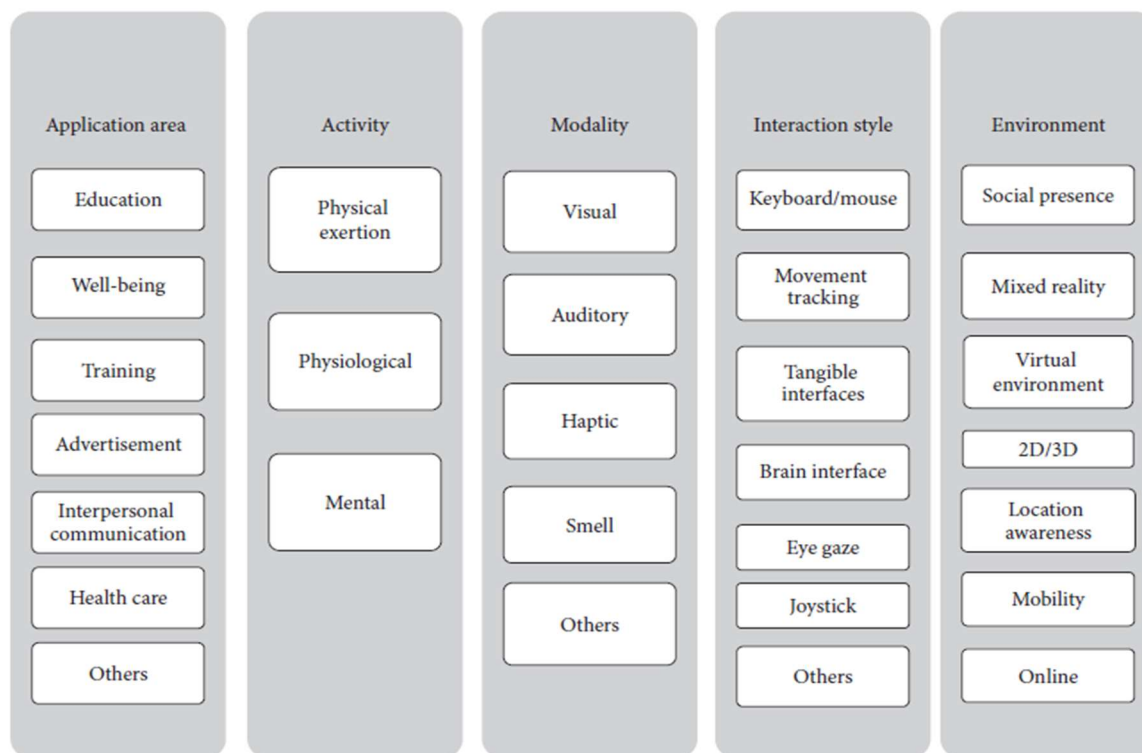 Application area
Education
Well-being
Training
Advertisement
Interpersonal
communication
Health care
Others
Activity
Physical
exertion
Physiological
Mental
Modality
Visual
Auditory
Haptic
Smell
Others
Interaction style
Keyboard/mouse
Movement
tracking
Tangible
interfaces
Brain interface
Eye gaze
Joystick
Others
Environment
Social presence
Mixed reality
Virtual
environment
2D/3D
Location
awareness
Mobility
Online